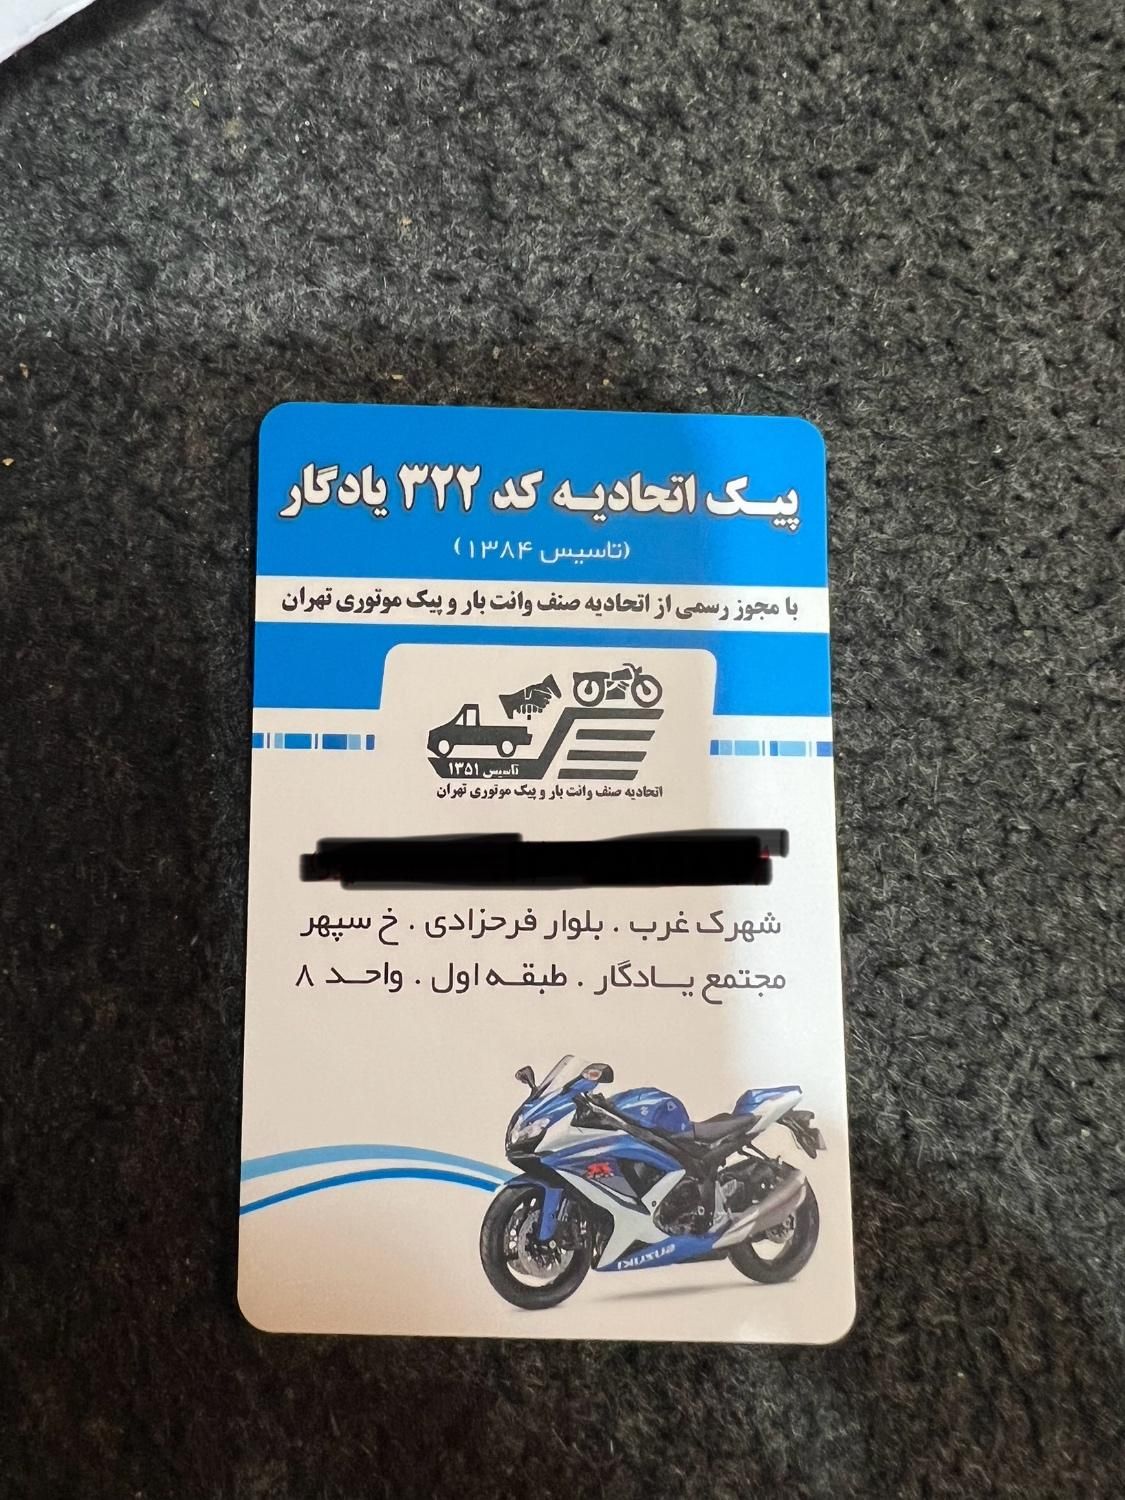 پیک اتحادیه کد ۳۲۲ یادگار
(تاسیس ۱۳۸۴)
با مجوز رسمی از اتحادیه صنف وانت بار و پیک موتوری تهران
تاسیس ۱۳۵۱
اتحادیه صنف وانت بار و پیک موتوری تهران
شهرک غرب . بلوار فرحزادی . خ سپهر
مجتمع یادگار . طبقه اول . واحد ۸
SUZUKI